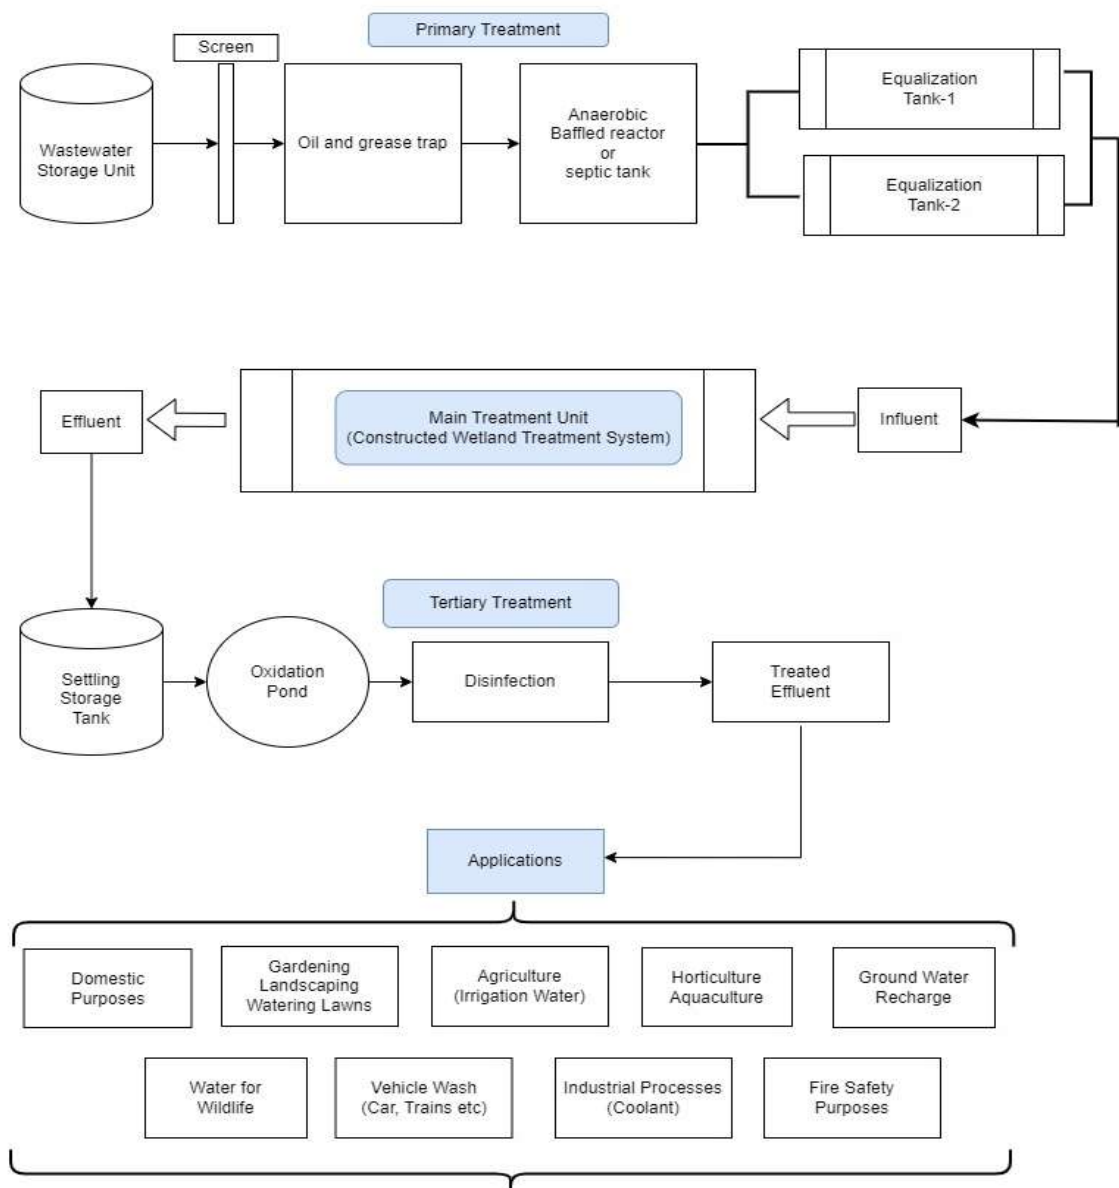 Primary Treatment
Screen
Wastewater
Storage Unit
Oil and grease trap
Anaerobic
Baffled reactor
or
septic tank
Equalization
Tank-1
Equalization
Tank-2
Effluent
Main Treatment Unit
(Constructed Wetland Treatment System)
Influent
Tertiary Treatment
Settling
Storage
Tank
Oxidation
Pond
Disinfection
Treated
Effluent
Applications
Domestic
Purposes
Gardening
Landscaping
Watering Lawns
Agriculture
(Irrigation Water)
Horticulture
Aquaculture
Ground Water
Recharge
Water for
Wildlife
Vehicle Wash
(Car, Trains etc)
Industrial Processes
(Coolant)
Fire Safety
Purposes